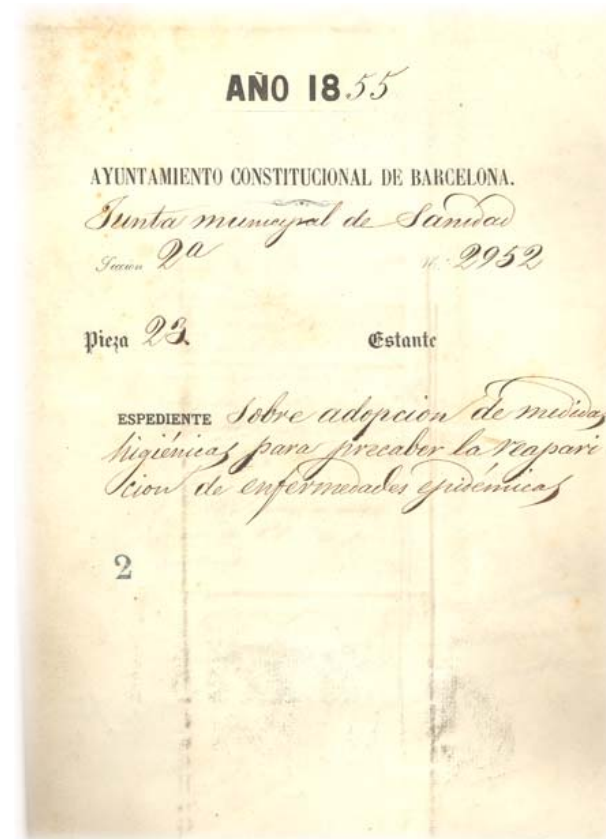 AÑO 1855
AYUNTAMIENTO CONSTITUCIONAL DE BARCELONA.
Junta municipal de Sanidad
Seccion 2a N.o 2952
Pieza 23. Estante
ESPEDIENTE Sobre adopcion de medidas
higiénicas para precaber la reapari
cion de enfermedades epidémicas
2